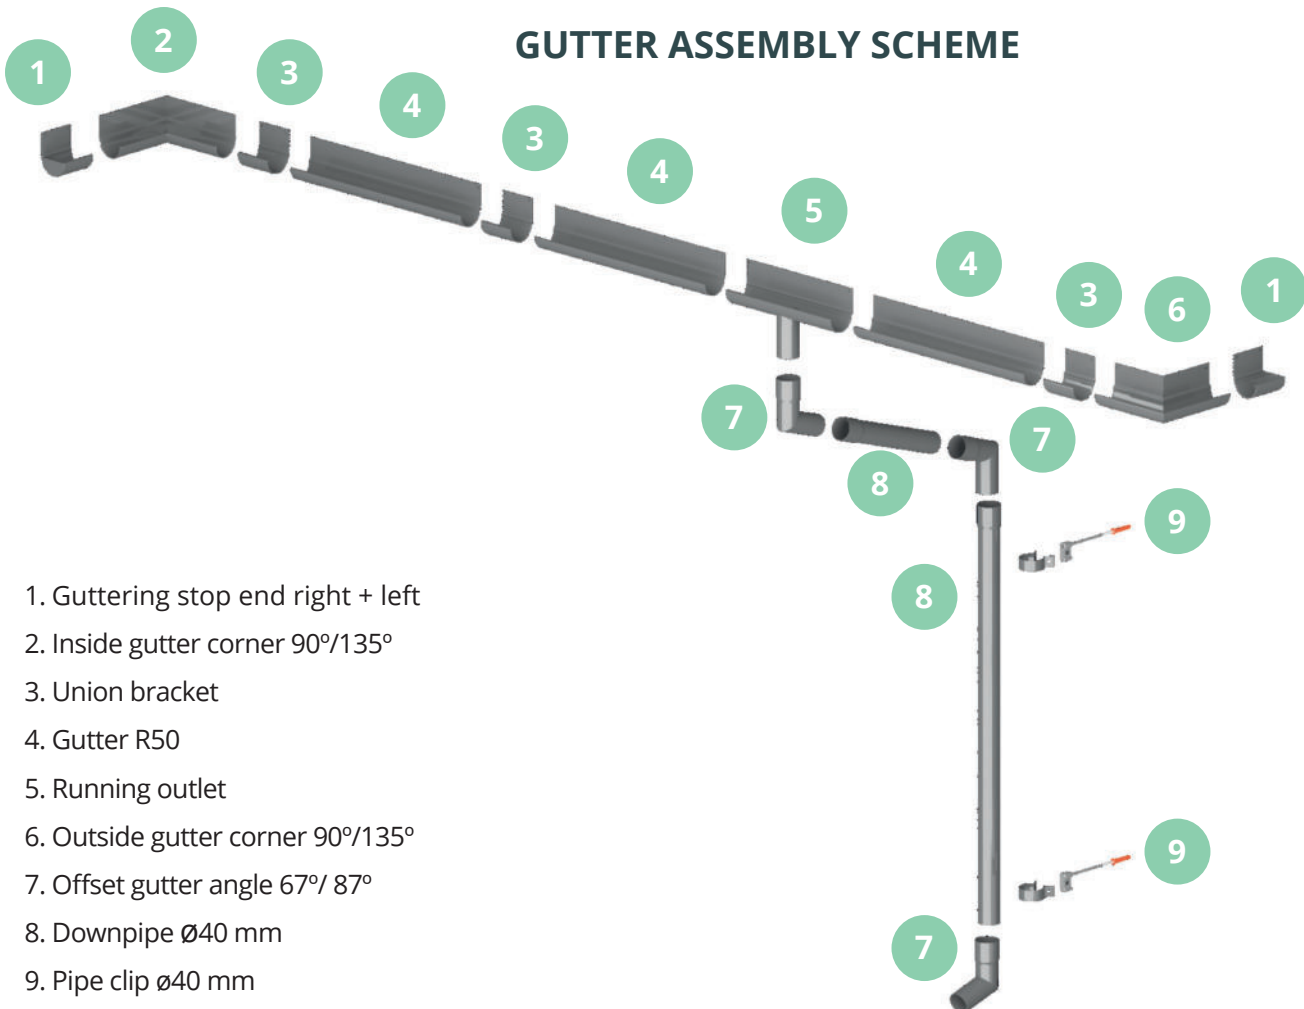 GUTTER ASSEMBLY SCHEME
1
2
3
4
3
4
5
4
3
6
1
7
8
7
9
8
9
7
1. Guttering stop end right + left
2. Inside gutter corner 90º/135º
3. Union bracket
4. Gutter R50
5. Running outlet
6. Outside gutter corner 90º/135º
7. Offset gutter angle 67º/ 87º
8. Downpipe Ø40 mm
9. Pipe clip ø40 mm